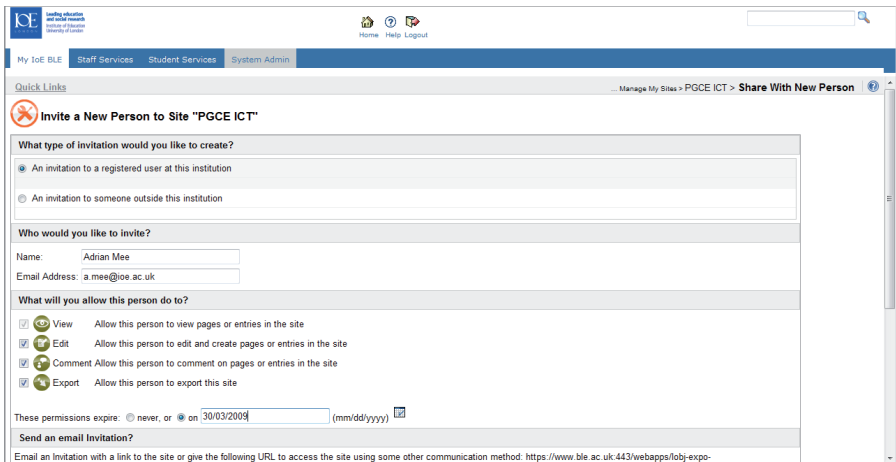 IOE
LONDON
Leading education
and social research
Institute of Education
University of London
Home Help Logout
My IoE BLE Staff Services Student Services System Admin
Quick Links
... Manage My Sites > PGCE ICT > Share With New Person
Invite a New Person to Site "PGCE ICT"
What type of invitation would you like to create?
An invitation to a registered user at this institution
An invitation to someone outside this institution
Who would you like to invite?
Name: Adrian Mee
Email Address: a.mee@ioe.ac.uk
What will you allow this person do to?
View Allow this person to view pages or entries in the site
Edit Allow this person to edit and create pages or entries in the site
Comment Allow this person to comment on pages or entries in the site
Export Allow this person to export this site
These permissions expire: never, or on 30/03/2009 (mm/dd/yyyy)
Send an email Invitation?
Email an Invitation with a link to the site or give the following URL to access the site using some other communication method: https://www.ble.ac.uk:443/webapps/lobj-expo-